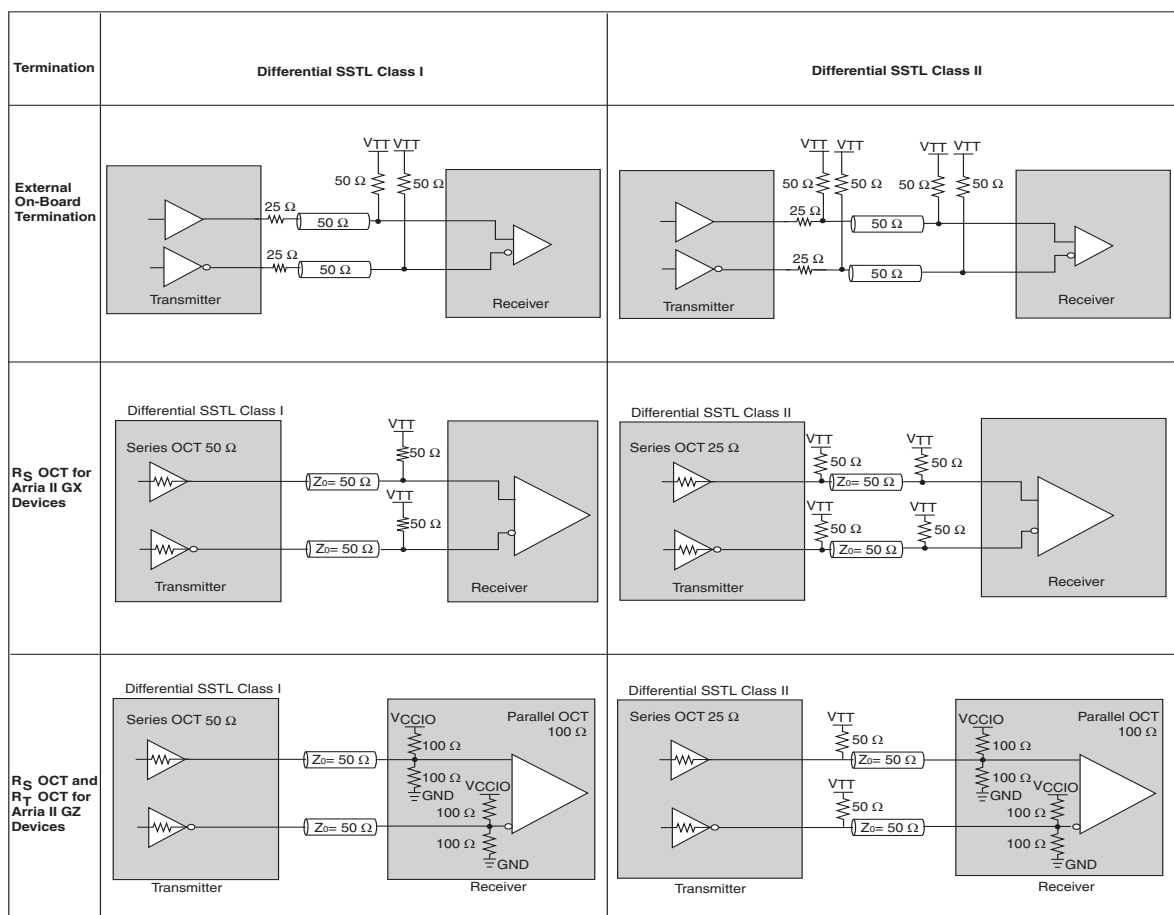 Termination
Differential SSTL Class I
Differential SSTL Class II
External
On-Board
Termination
VTT VTT
50 Ω
50 Ω
25 Ω
50 Ω
25 Ω
50 Ω
Transmitter
Receiver
VTT
VTT
50 Ω
50 Ω
50 Ω
50 Ω
25 Ω
50 Ω
25 Ω
50 Ω
Transmitter
Receiver
RS OCT for
Arria II GX
Devices
Differential SSTL Class I
Series OCT 50 Ω
VTT
50 Ω
Z0= 50 Ω
VTT
50 Ω
Z0= 50 Ω
Transmitter
Receiver
Differential SSTL Class II
Series OCT 25 Ω
VTT
50 Ω
VTT
50 Ω
Z0= 50 Ω
VTT
50 Ω
VTT
50 Ω
Z0= 50 Ω
Transmitter
Receiver
RS OCT and
RT OCT for
Arria II GZ
Devices
Differential SSTL Class I
Series OCT 50 Ω
Z0= 50 Ω
Z0= 50 Ω
Transmitter
VCCIO
Parallel OCT
100 Ω
100 Ω
100 Ω
GND
VCCIO
100 Ω
100 Ω
GND
Receiver
Differential SSTL Class II
Series OCT 25 Ω
VTT
50 Ω
Z0= 50 Ω
VTT
50 Ω
Z0= 50 Ω
Transmitter
VCCIO
Parallel OCT
100 Ω
100 Ω
100 Ω
GND
VCCIO
100 Ω
100 Ω
GND
Receiver